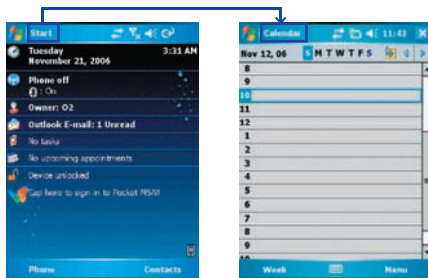 Start
Tuesday
3:31 AM
November 21, 2006
Phone off
: On
Owner: O2
Outlook E-mail: 1 Unread
No tasks
No upcoming appointments
Device unlocked
Tap here to sign in to Pocket MSN!
Phone
Contacts
Calendar
11:43
Nov 12, 06
S M T W T F S
8
9
10
11
12
1
2
3
4
5
6
7
8
9
10
Week
Menu